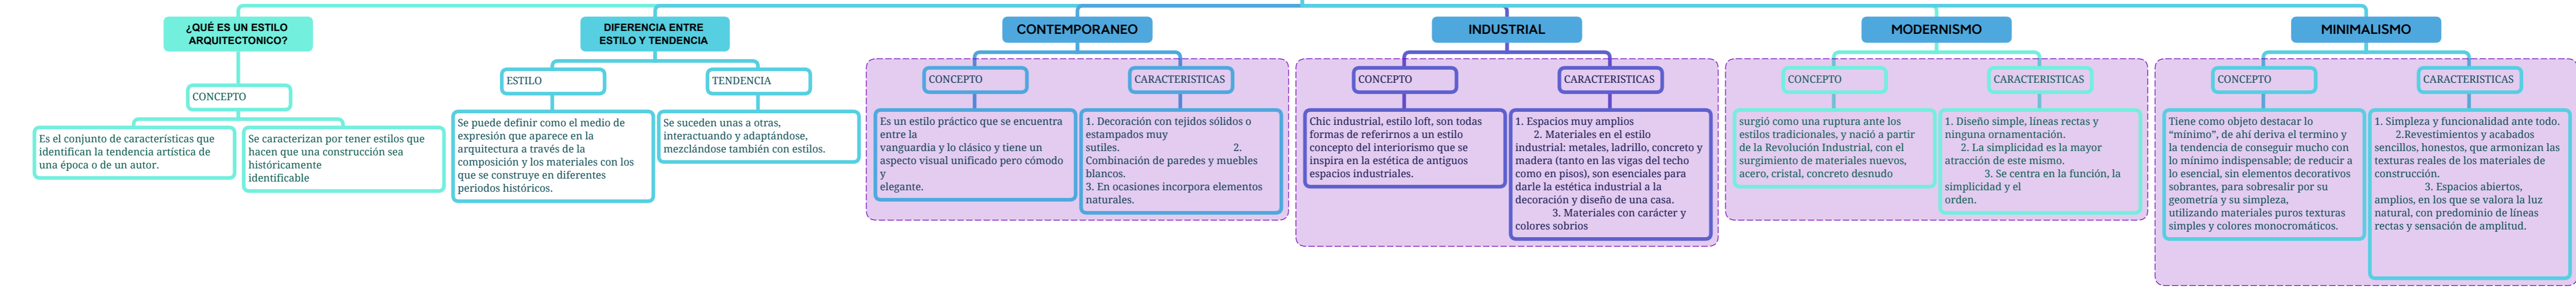 ¿QUÉ ES UN ESTILO
ARQUITECTONICO?
CONCEPTO
Es el conjunto de características que
identifican la tendencia artística de
una época o de un autor.
Se caracterizan por tener estilos que
hacen que una construcción sea
históricamente
identificable
DIFERENCIA ENTRE
ESTILO Y TENDENCIA
ESTILO
Se puede definir como el medio de
expresión que aparece en la
arquitectura a través de la
composición y los materiales con los
que se construye en diferentes
periodos históricos.
TENDENCIA
Se suceden unas a otras,
interactuando y adaptándose,
mezclándose también con estilos.
CONTEMPORANEO
CONCEPTO
Es un estilo práctico que se encuentra
entre la
vanguardia y lo clásico y tiene un
aspecto visual unificado pero cómodo
y
elegante.
CARACTERISTICAS
1. Decoración con tejidos sólidos o
estampados muy
sutiles. 2.
Combinación de paredes y muebles
blancos.
3. En ocasiones incorpora elementos
naturales.
INDUSTRIAL
CONCEPTO
Chic industrial, estilo loft, son todas
formas de referirnos a un estilo
concepto del interiorismo que se
inspira en la estética de antiguos
espacios industriales.
CARACTERISTICAS
1. Espacios muy amplios
2. Materiales en el estilo
industrial: metales, ladrillo, concreto y
madera (tanto en las vigas del techo
como en pisos), son esenciales para
darle la estética industrial a la
decoración y diseño de una casa.
3. Materiales con carácter y
colores sobrios
MODERNISMO
CONCEPTO
surgió como una ruptura ante los
estilos tradicionales, y nació a partir
de la Revolución Industrial, con el
surgimiento de materiales nuevos,
acero, cristal, concreto desnudo
CARACTERISTICAS
1. Diseño simple, líneas rectas y
ninguna ornamentación.
2. La simplicidad es la mayor
atracción de este mismo.
3. Se centra en la función, la
simplicidad y el
orden.
MINIMALISMO
CONCEPTO
Tiene como objeto destacar lo
“mínimo”, de ahí deriva el termino y
la tendencia de conseguir mucho con
lo mínimo indispensable; de reducir a
lo esencial, sin elementos decorativos
sobrantes, para sobresalir por su
geometría y su simpleza,
utilizando materiales puros texturas
simples y colores monocromáticos.
CARACTERISTICAS
1. Simpleza y funcionalidad ante todo.
2.Revestimientos y acabados
sencillos, honestos, que armonizan las
texturas reales de los materiales de
construcción.
3. Espacios abiertos,
amplios, en los que se valora la luz
natural, con predominio de líneas
rectas y sensación de amplitud.